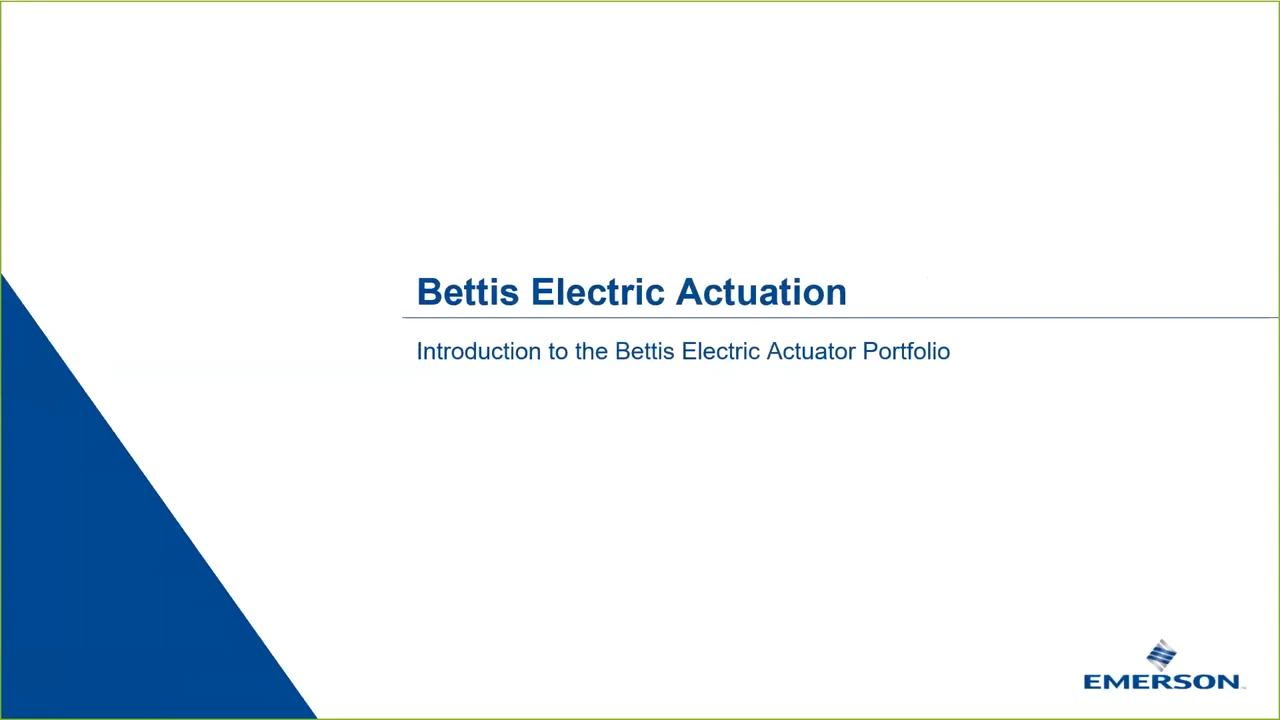 Bettis Electric Actuation
Introduction to the Bettis Electric Actuator Portfolio
EMERSON